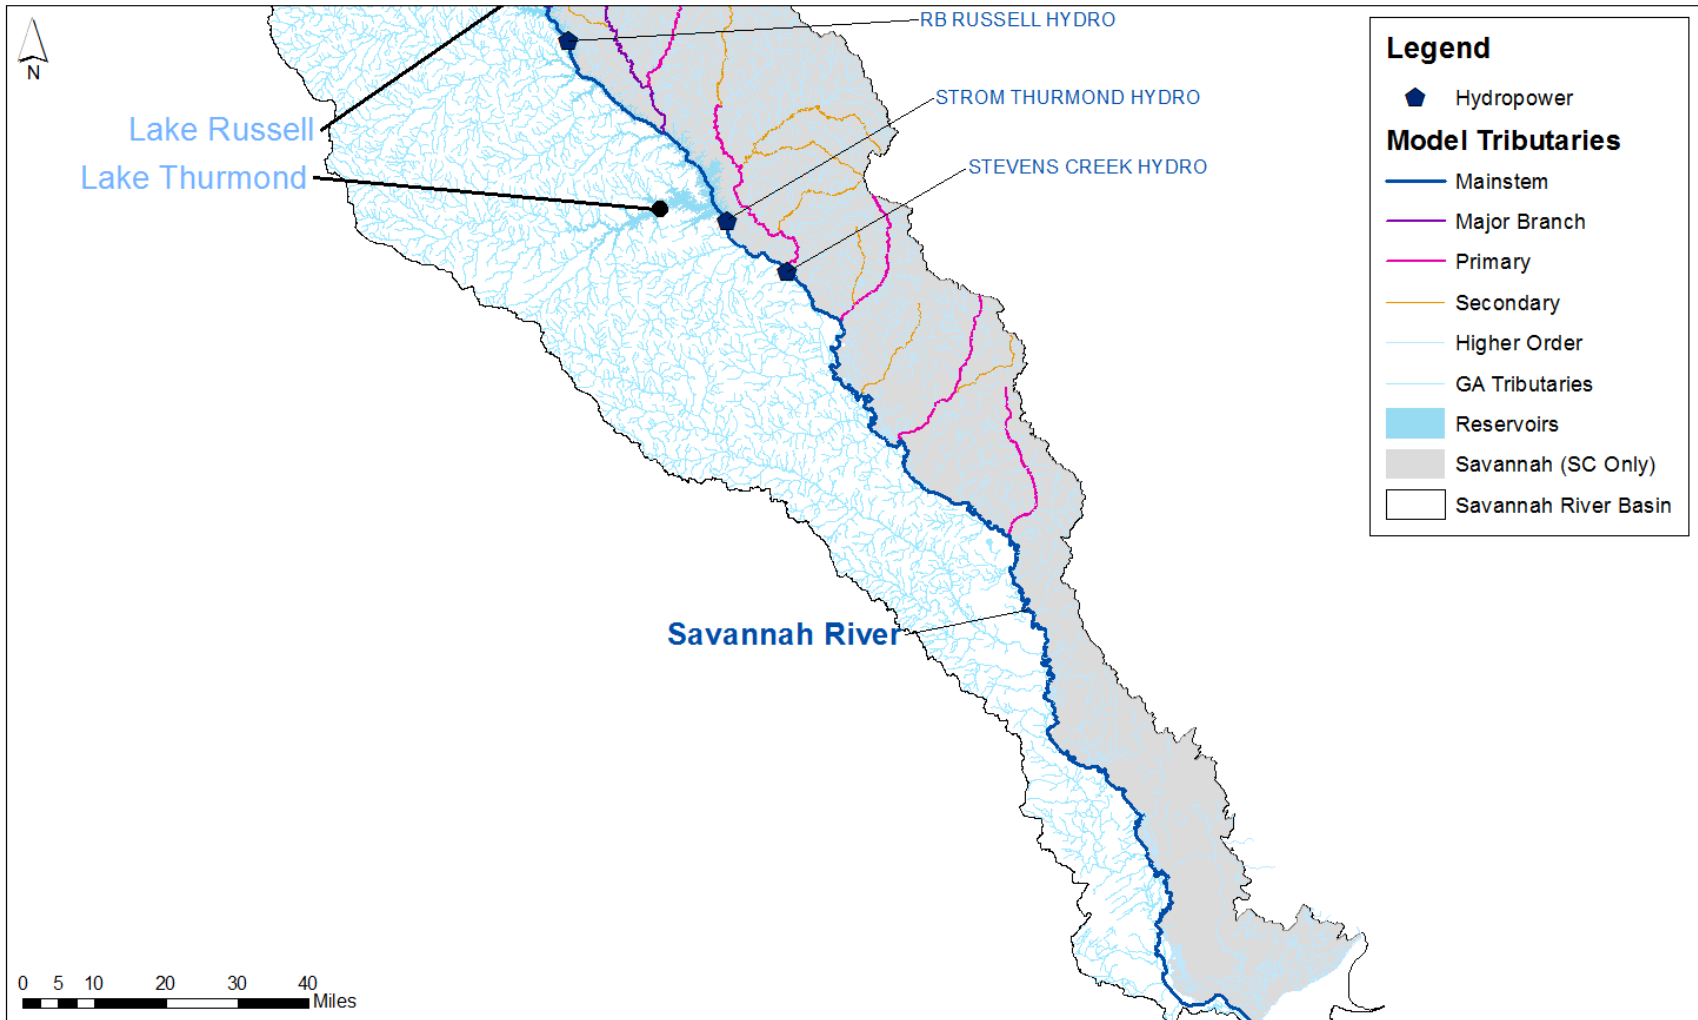 RB RUSSELL HYDRO
STROM THURMOND HYDRO
STEVENS CREEK HYDRO
N
Lake Russell
Lake Thurmond
Savannah River
0 5 10 20 30 40
Miles
Legend
Hydropower
Model Tributaries
Mainstem
Major Branch
Primary
Secondary
Higher Order
GA Tributaries
Reservoirs
Savannah (SC Only)
Savannah River Basin